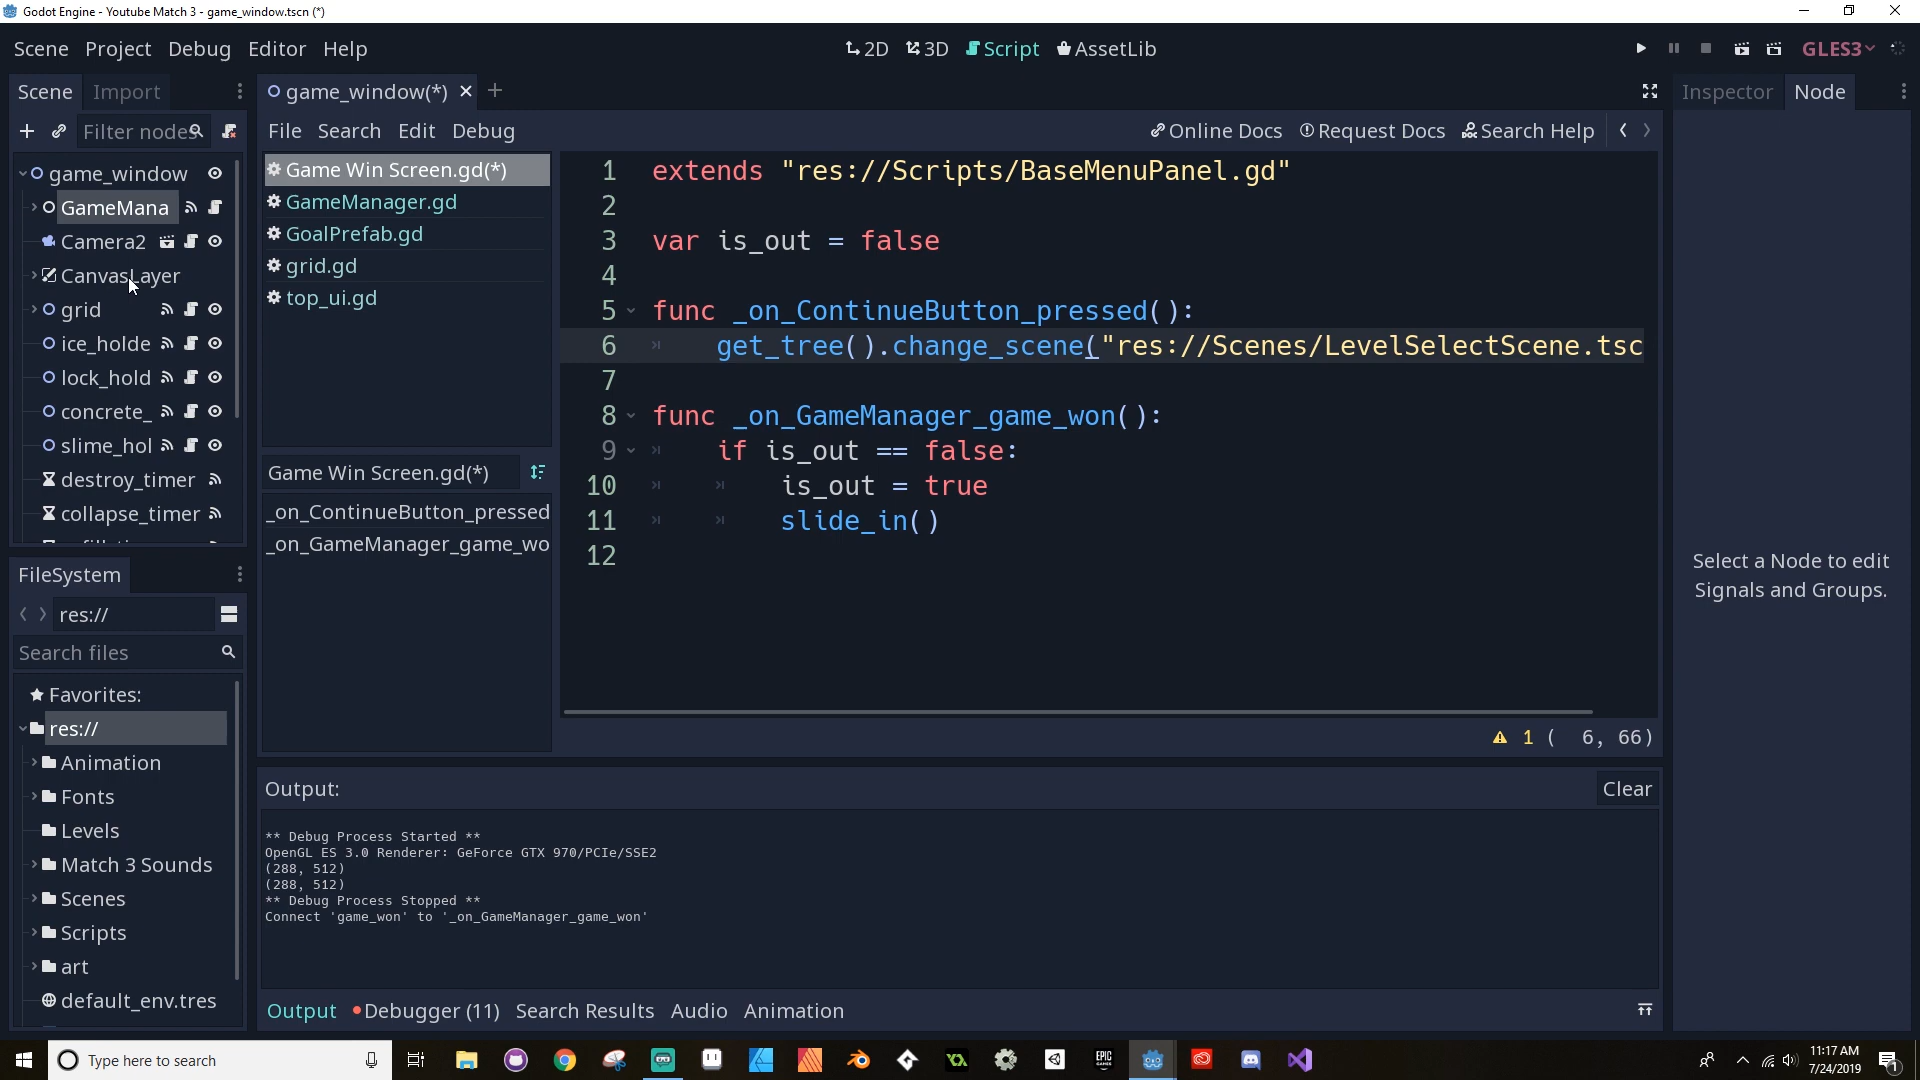 Godot Engine - Youtube Match 3 - game_window.tscn (*)
Scene Project Debug Editor Help
2D 3D Script AssetLib
GLES3
Scene Import
game_window(*)
Inspector Node
Filter nodes
File Search Edit Debug
Online Docs Request Docs Search Help
game_window
GameMana
Camera2
CanvasLayer
grid
ice_holde
lock_hold
concrete_
slime_hol
destroy_timer
collapse_timer
Game Win Screen.gd(*)
GameManager.gd
GoalPrefab.gd
grid.gd
top_ui.gd
Game Win Screen.gd(*)
_on_ContinueButton_pressed
_on_GameManager_game_wo
1 extends "res://Scripts/BaseMenuPanel.gd"
2
3 var is_out = false
4
5 func _on_ContinueButton_pressed():
6 get_tree().change_scene("res://Scenes/LevelSelectScene.tsc
7
8 func _on_GameManager_game_won():
9 if is_out == false:
10 is_out = true
11 slide_in()
12
1 ( 6, 66)
Select a Node to edit
Signals and Groups.
FileSystem
res://
Search files
Favorites:
res://
Animation
Fonts
Levels
Match 3 Sounds
Scenes
Scripts
art
default_env.tres
Output:
Clear
** Debug Process Started **
OpenGL ES 3.0 Renderer: GeForce GTX 970/PCIe/SSE2
(288, 512)
(288, 512)
** Debug Process Stopped **
Connect 'game_won' to '_on_GameManager_game_won'
Output Debugger (11) Search Results Audio Animation
Type here to search
EPIC GAMES
11:17 AM
7/24/2019
1